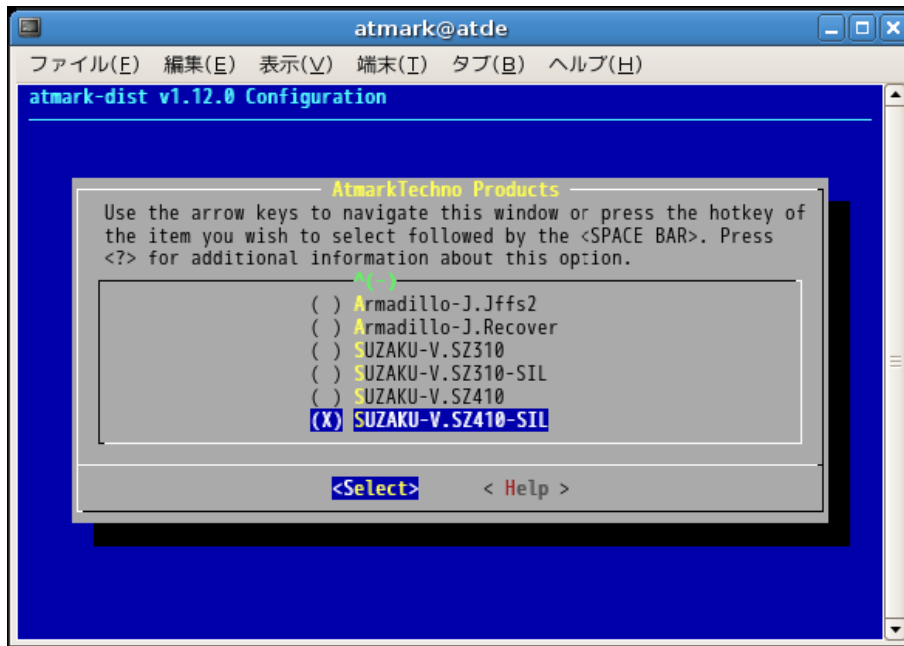 atmark@atde
ファイル(F) 編集(E) 表示(V) 端末(T) タブ(B) ヘルプ(H)
atmark-dist v1.12.0 Configuration
AtmarkTechno Products
Use the arrow keys to navigate this window or press the hotkey of
the item you wish to select followed by the <SPACE BAR>. Press
<?> for additional information about this option.
^(-)
( ) Armadillo-J.Jffs2
( ) Armadillo-J.Recover
( ) SUZAKU-V.SZ310
( ) SUZAKU-V.SZ310-SIL
( ) SUZAKU-V.SZ410
(X) SUZAKU-V.SZ410-SIL
<Select> < Help >